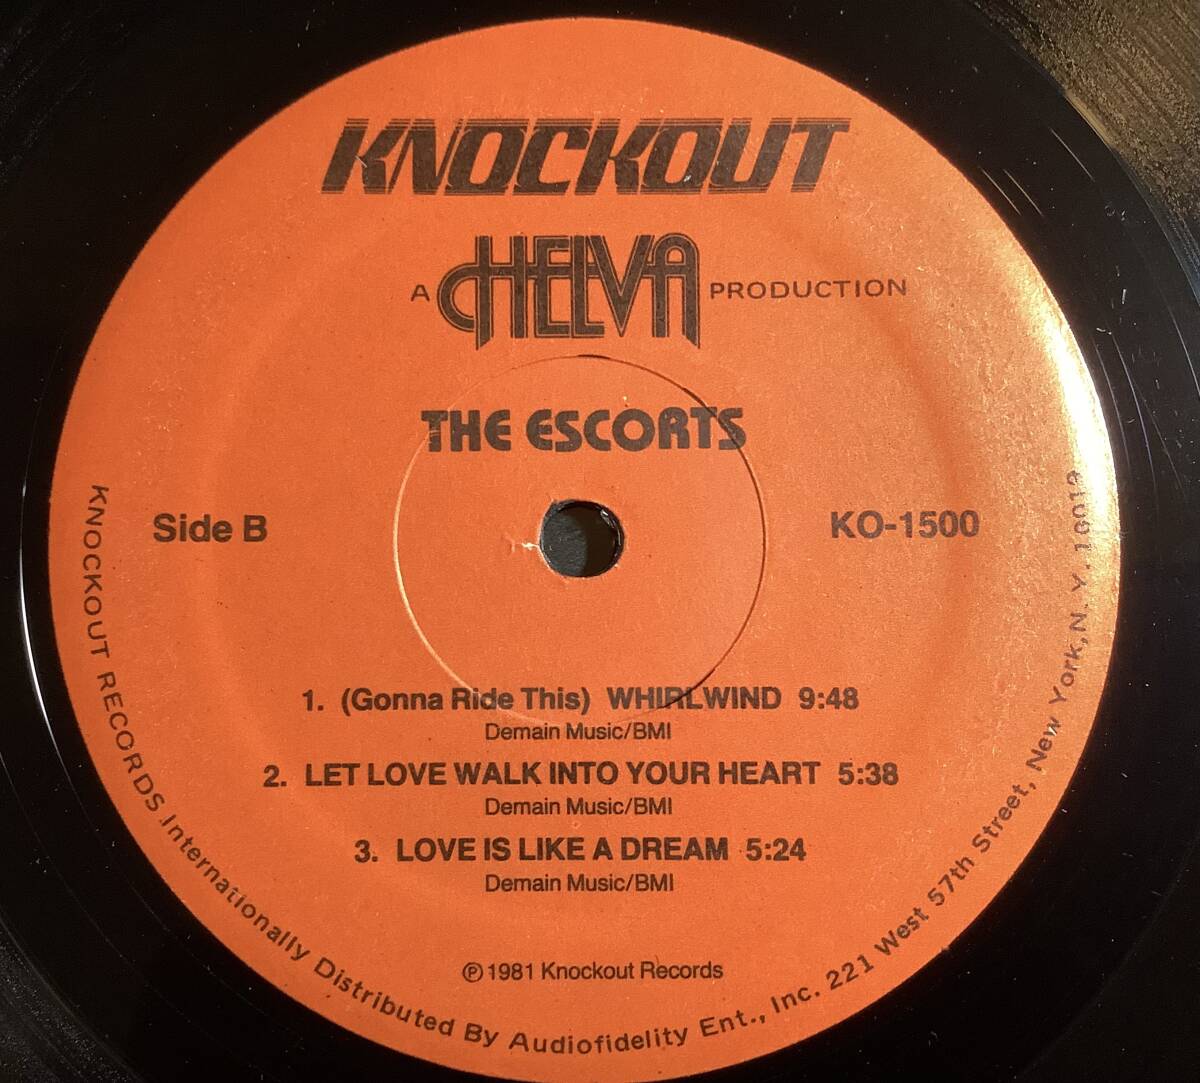 KNOCKOUT
A HELVA PRODUCTION
THE ESCORTS
Side B
KO-1500
1. (Gonna Ride This) WHIRLWIND 9:48
Demain Music/BMI
2. LET LOVE WALK INTO YOUR HEART 5:38
Demain Music/BMI
3. LOVE IS LIKE A DREAM 5:24
Demain Music/BMI
℗ 1981 Knockout Records
KNOCKOUT RECORDS Internationally Distributed By Audiofidelity Ent., Inc. 221 West 57th Street, New York, N. Y. 10019